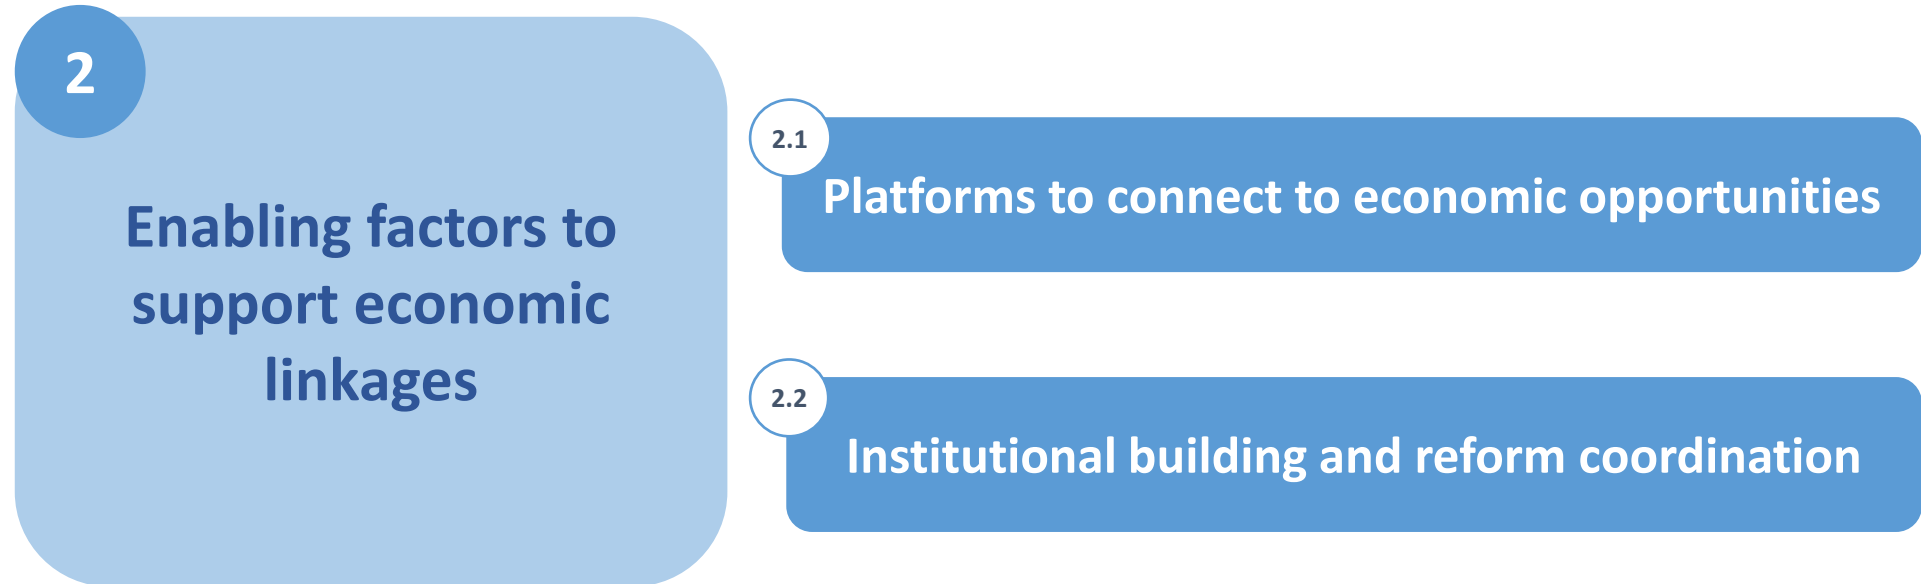 2
Enabling factors to
support economic
linkages
2.1
Platforms to connect to economic opportunities
2.2
Institutional building and reform coordination